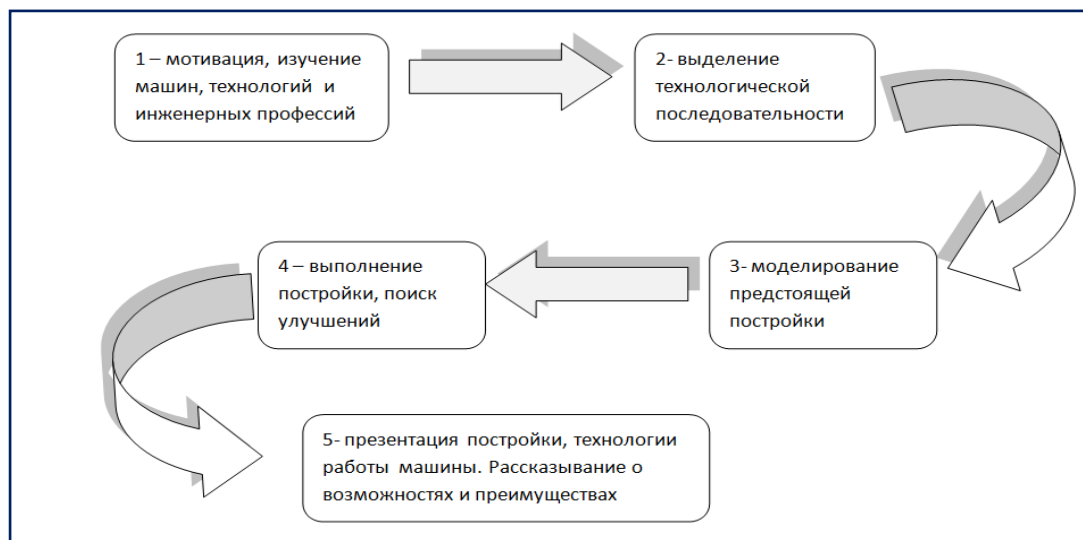 1 – мотивация, изучение
машин, технологий и
инженерных профессий
2- выделение
технологической
последовательности
3- моделирование
предстоящей
постройки
4 – выполнение
постройки, поиск
улучшений
5- презентация постройки, технологии
работы машины. Рассказывание о
возможностях и преимуществах